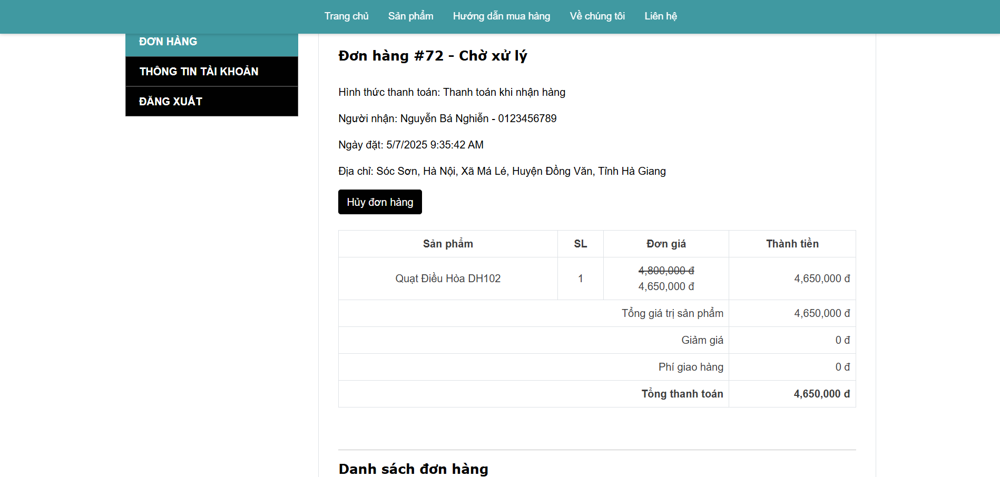 Trang chủ Sản phẩm Hướng dẫn mua hàng Về chúng tôi Liên hệ
ĐƠN HÀNG
THÔNG TIN TÀI KHOẢN
ĐĂNG XUẤT
Đơn hàng #72 - Chờ xử lý
Hình thức thanh toán: Thanh toán khi nhận hàng
Người nhận: Nguyễn Bá Nghiễn - 0123456789
Ngày đặt: 5/7/2025 9:35:42 AM
Địa chỉ: Sóc Sơn, Hà Nội, Xã Má Lé, Huyện Đồng Văn, Tỉnh Hà Giang
Hủy đơn hàng
Sản phẩm SL Đơn giá Thành tiền
Quạt Điều Hòa DH102 1 4,800,000 đ 4,650,000 đ 4,650,000 đ
Tổng giá trị sản phẩm 4,650,000 đ
Giảm giá 0 đ
Phí giao hàng 0 đ
Tổng thanh toán 4,650,000 đ
Danh sách đơn hàng